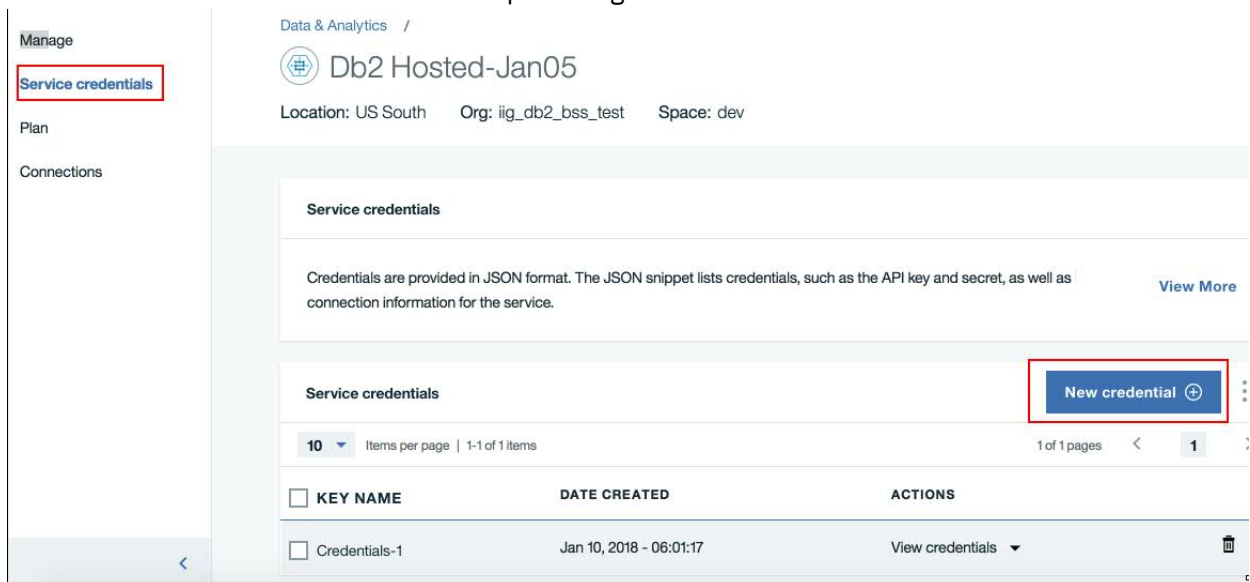 Manage
Service credentials
Plan
Connections
Data & Analytics /
Db2 Hosted-Jan05
Location: US South Org: iig_db2_bss_test Space: dev
Service credentials
Credentials are provided in JSON format. The JSON snippet lists credentials, such as the API key and secret, as well as
connection information for the service.
View More
Service credentials
New credential
10 Items per page | 1-1 of 1 items 1 of 1 pages < 1 >
KEY NAME DATE CREATED ACTIONS
Credentials-1 Jan 10, 2018 - 06:01:17 View credentials